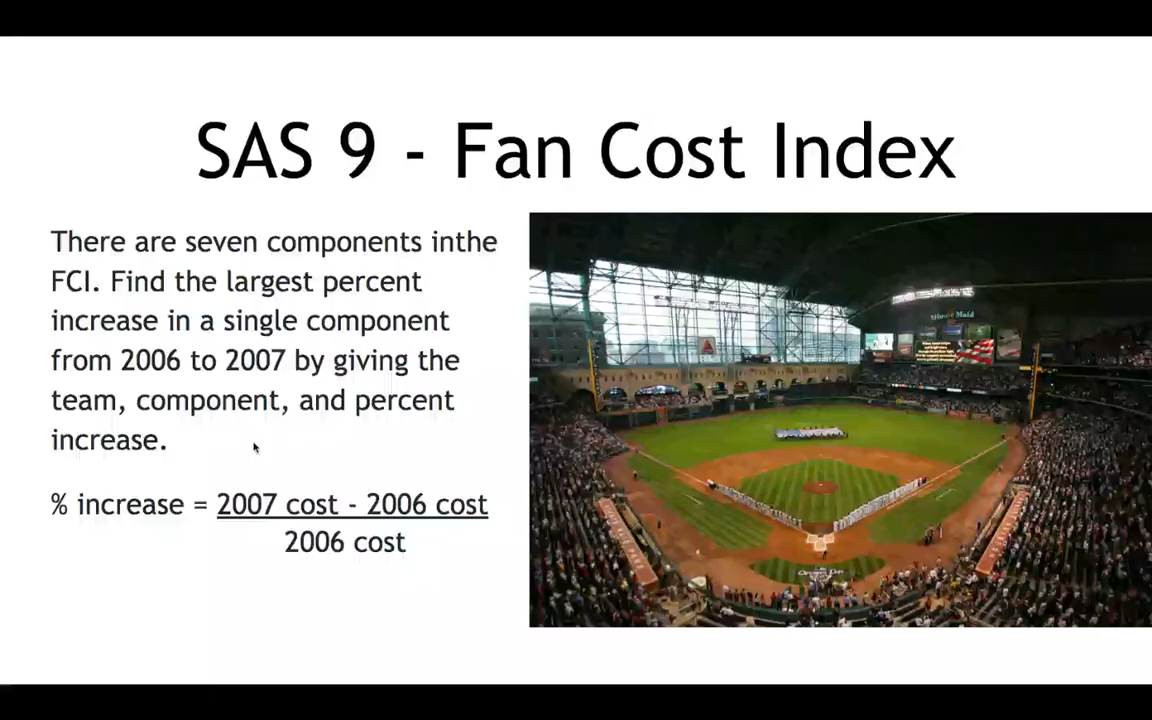 SAS 9 - Fan Cost Index
There are seven components inthe
FCI. Find the largest percent
increase in a single component
from 2006 to 2007 by giving the
team, component, and percent
increase.
% increase = 2007 cost - 2006 cost
2006 cost
Minute Maid